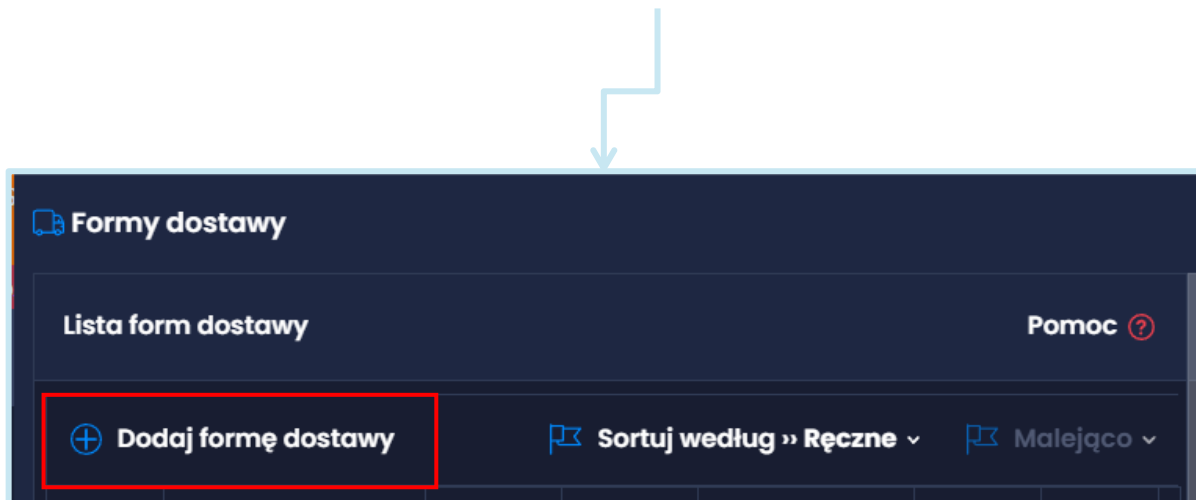 Formy dostawy
Lista form dostawy Pomoc ?
Dodaj formę dostawy Sortuj według ›› Ręczne Malejąco